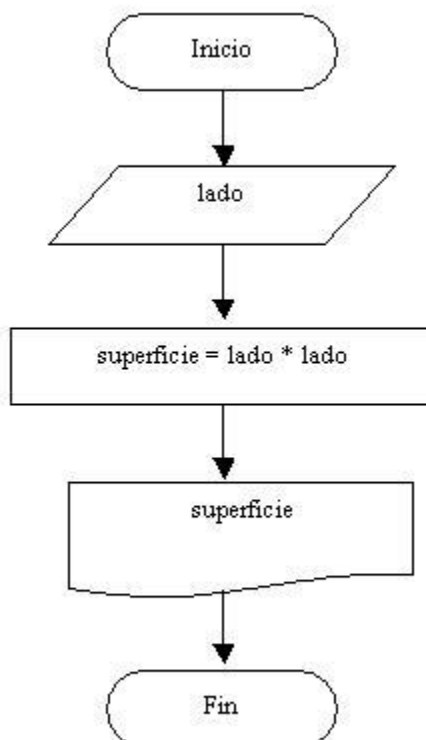 Inicio
lado
superficie = lado * lado
superficie
Fin